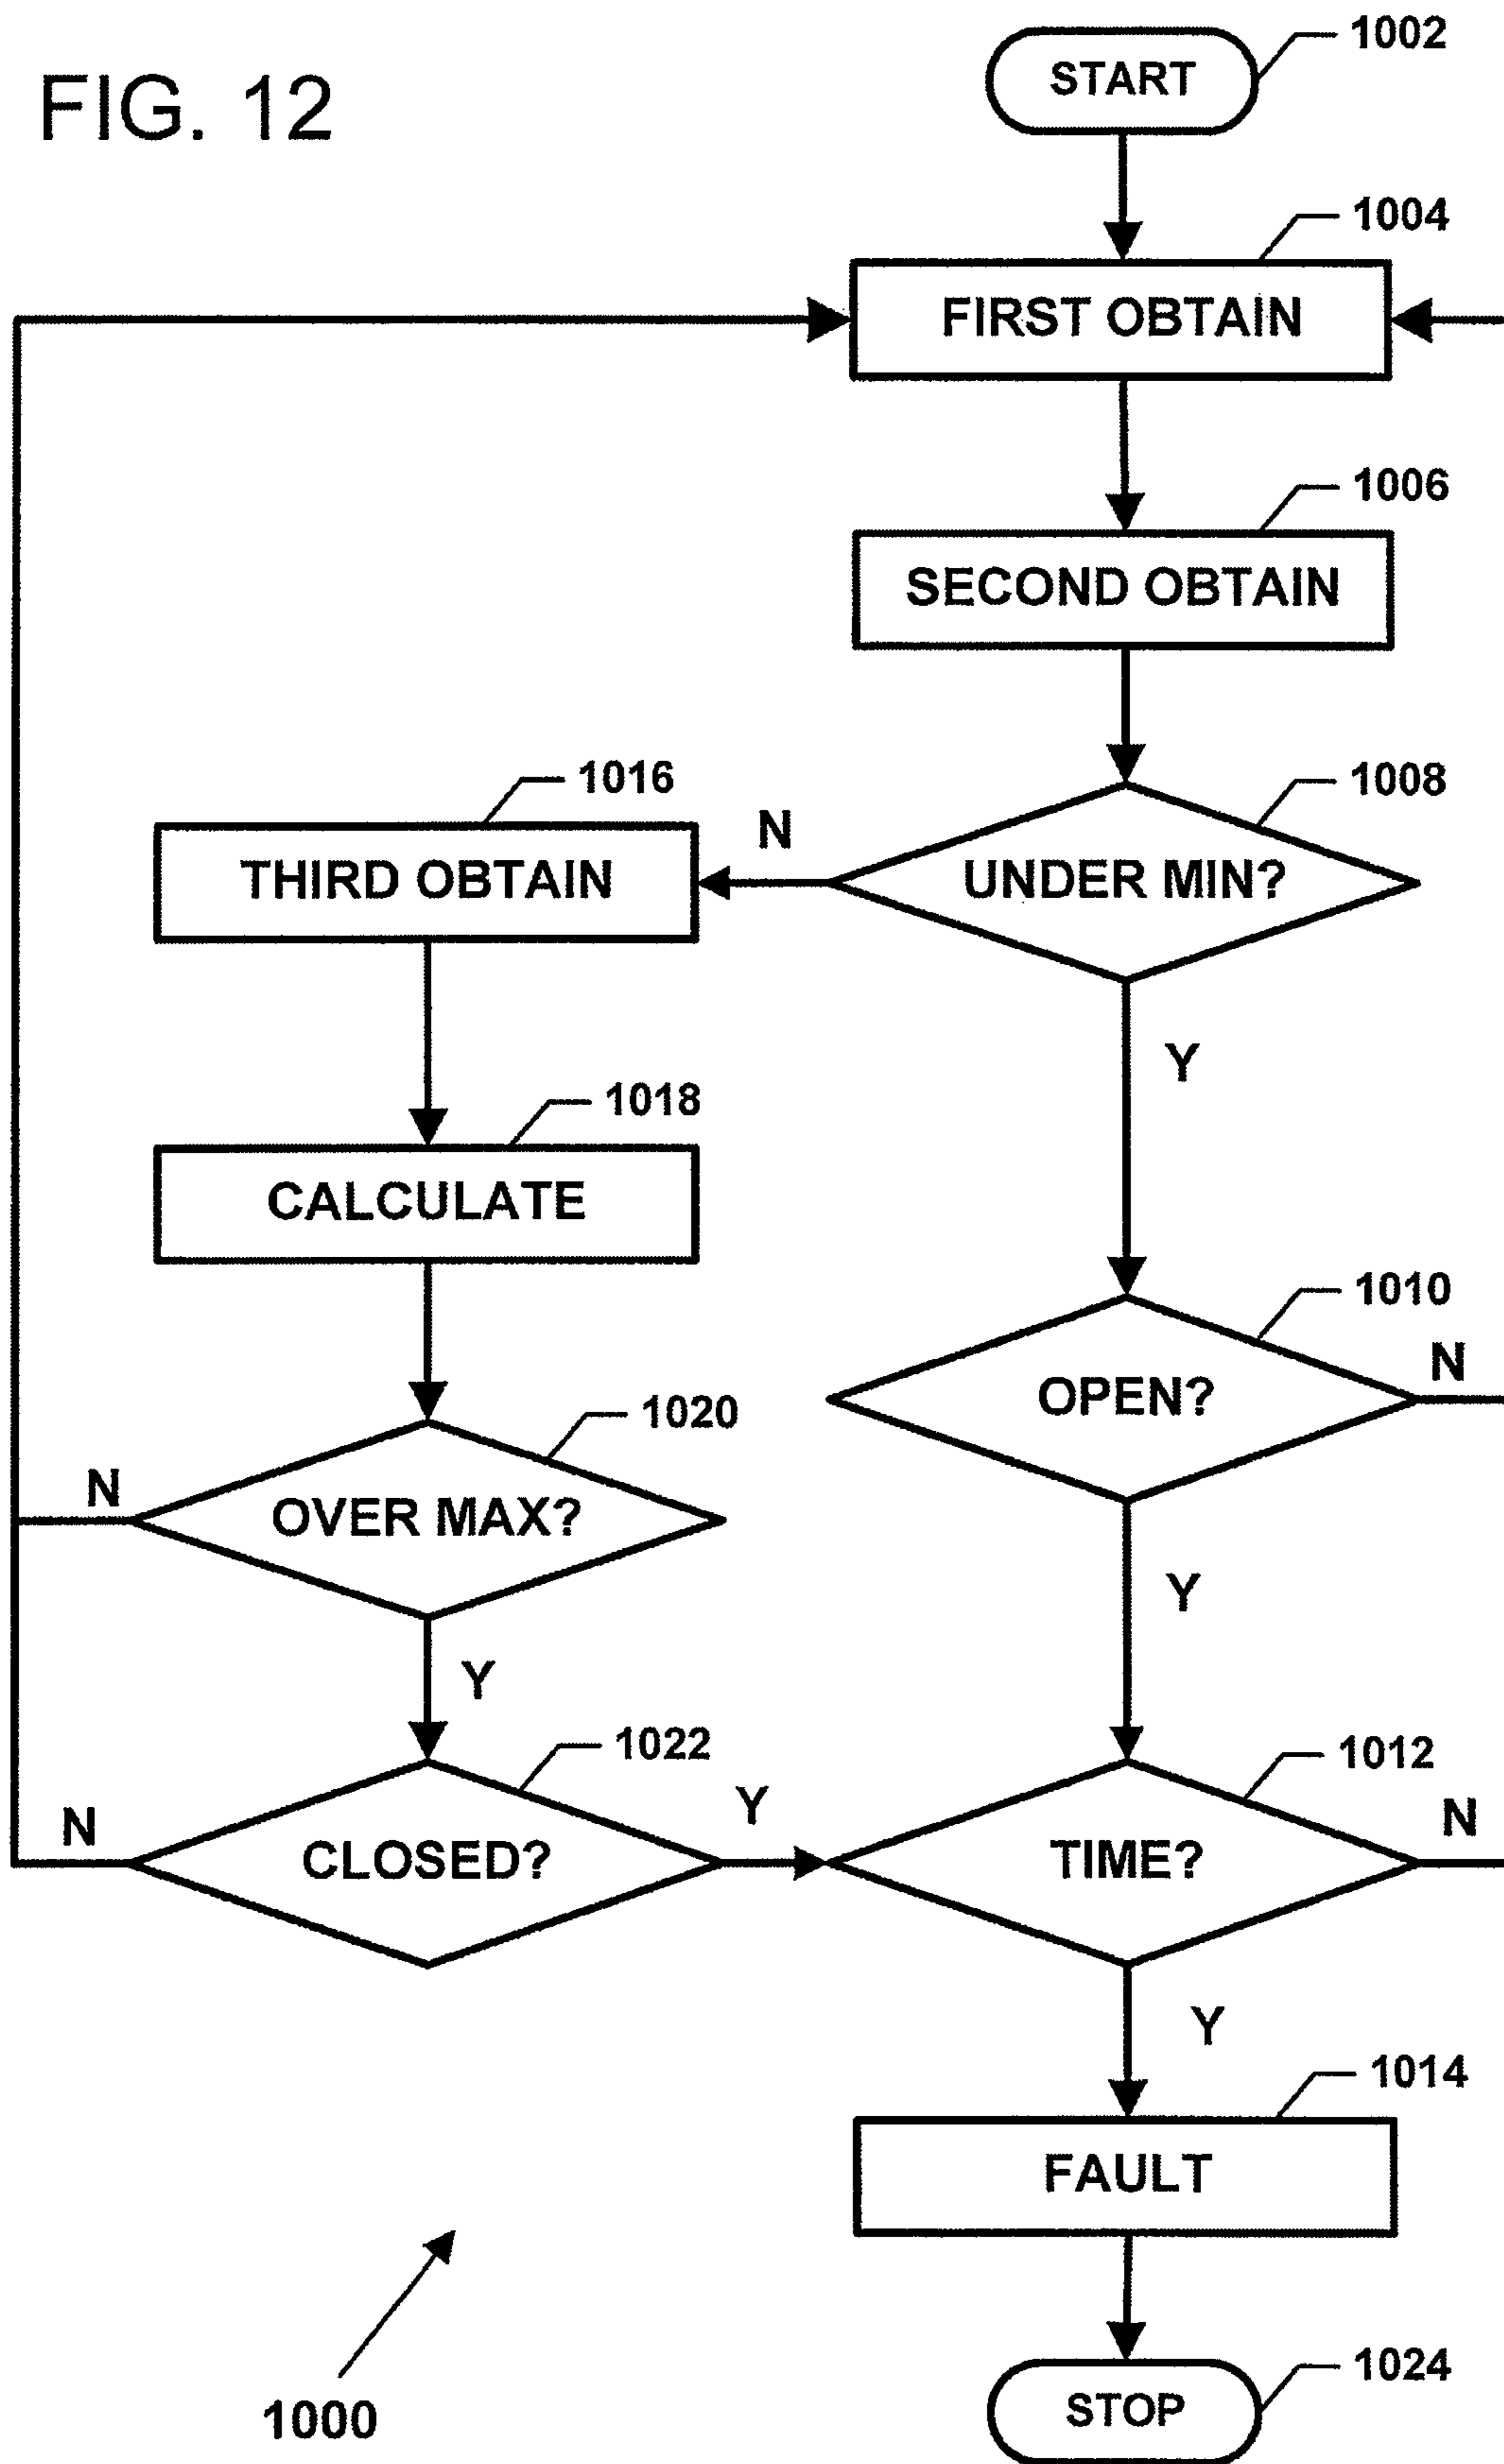 FIG. 12
START
1002
1004
FIRST OBTAIN
1006
SECOND OBTAIN
1008
UNDER MIN?
N
Y
1016
THIRD OBTAIN
1018
CALCULATE
1020
OVER MAX?
N
Y
1022
CLOSED?
N
Y
1010
OPEN?
N
Y
1012
TIME?
N
Y
1014
FAULT
1024
STOP
1000